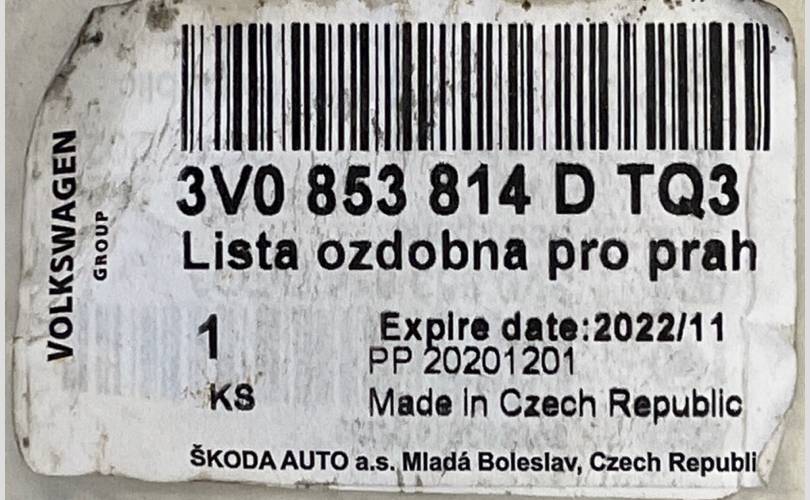 VOLKSWAGEN
GROUP
3V0 853 814 D TQ3
Lista ozdobna pro prah
1
KS
Expire date:2022/11
PP 20201201
Made in Czech Republic
ŠKODA AUTO a.s. Mladá Boleslav, Czech Republi